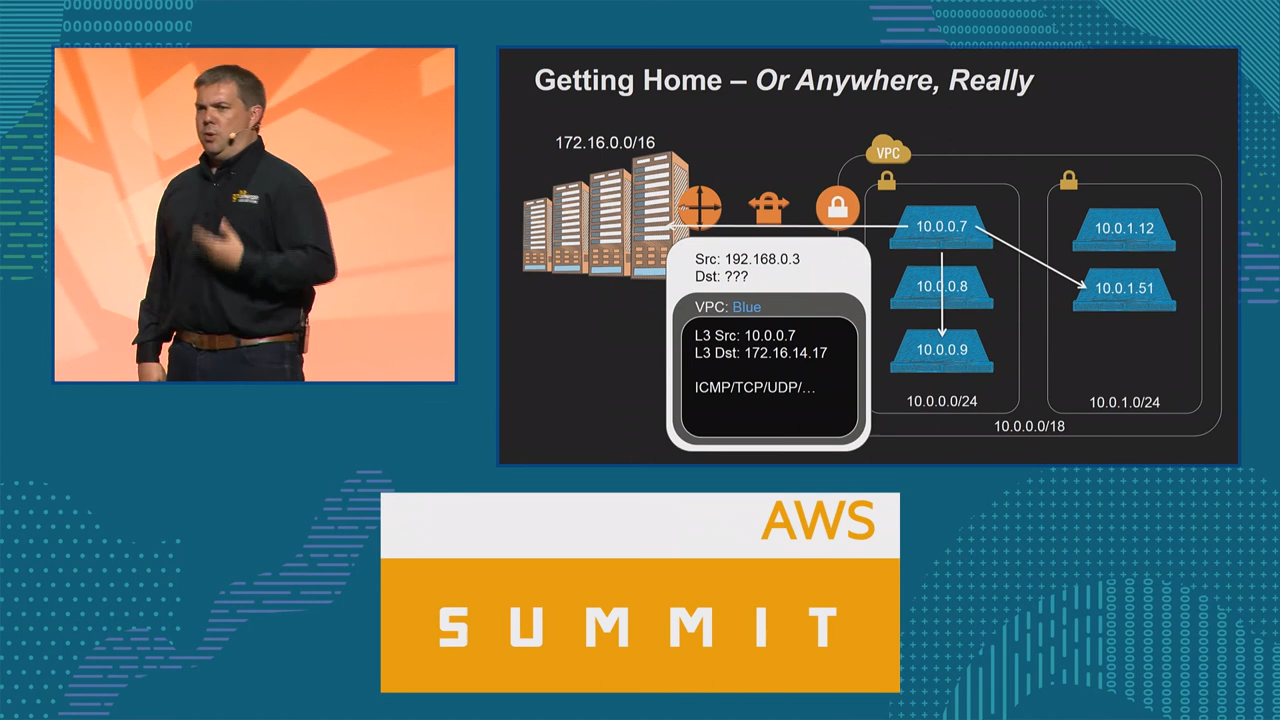 Getting Home – Or Anywhere, Really
172.16.0.0/16
VPC
10.0.0.7
10.0.1.12
Src: 192.168.0.3
Dst: ???
10.0.0.8
10.0.1.51
VPC: Blue
L3 Src: 10.0.0.7
L3 Dst: 172.16.14.17
10.0.0.9
ICMP/TCP/UDP/…
10.0.0.0/24
10.0.1.0/24
10.0.0.0/18
AWS
SUMMIT